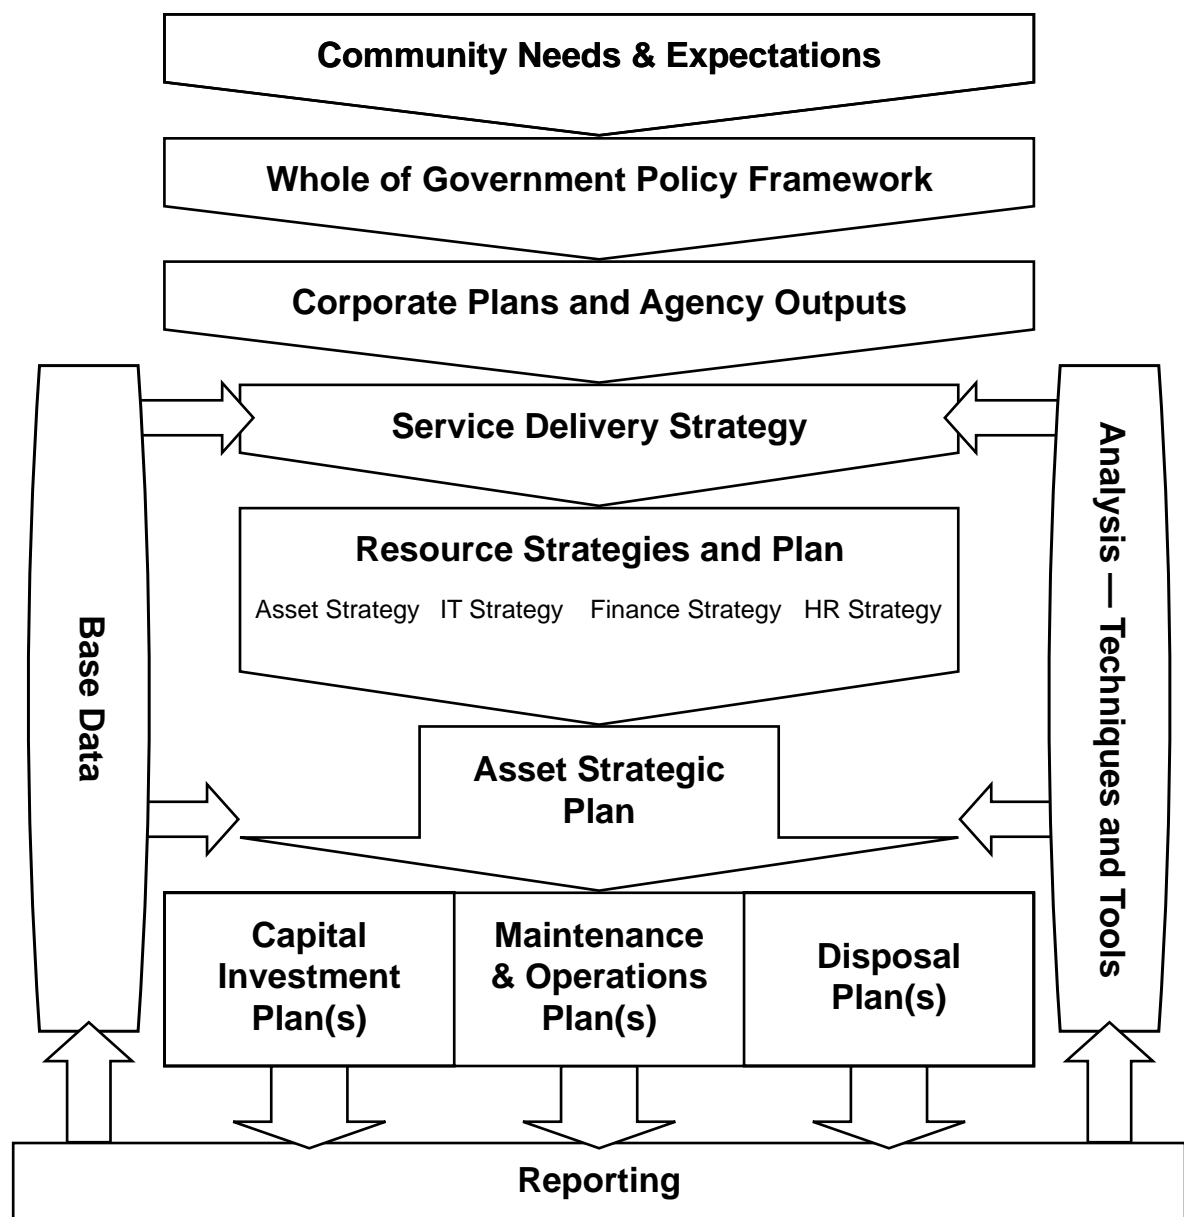 Community Needs & Expectations
Whole of Government Policy Framework
Corporate Plans and Agency Outputs
Service Delivery Strategy
Resource Strategies and Plan
Asset Strategy IT Strategy Finance Strategy HR Strategy
Base Data
Analysis — Techniques and Tools
Asset Strategic
Plan
Capital
Investment
Plan(s)
Maintenance
& Operations
Plan(s)
Disposal
Plan(s)
Reporting